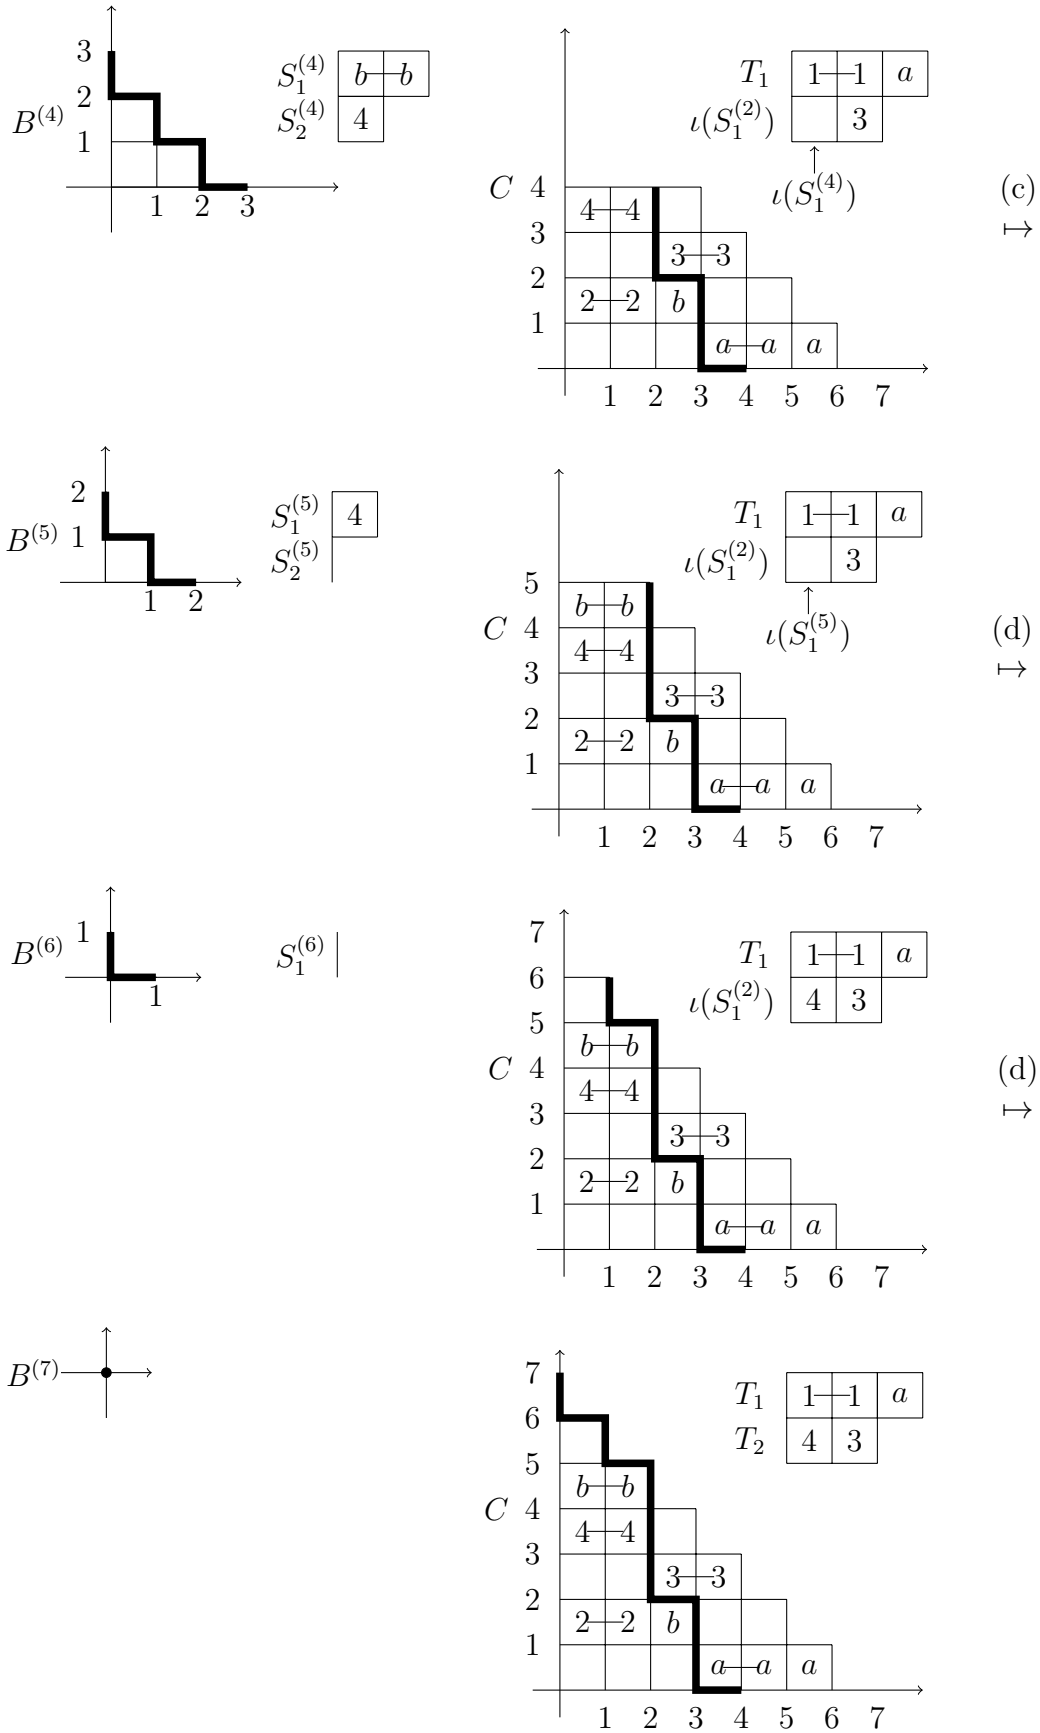 3
2
1
B^{(4)}
1 2 3
S_1^{(4)} b b
S_2^{(4)} 4
T_1 1 1 a
ι(S_1^{(2)}) 3
ι(S_1^{(4)})
C 4
4 4
3
3 3
2
2 2 b
1
a a a
1 2 3 4 5 6 7
(c)
↦
2
1
B^{(5)}
1 2
S_1^{(5)} 4
S_2^{(5)}
T_1 1 1 a
ι(S_1^{(2)}) 3
ι(S_1^{(5)})
5
b b
C 4
4 4
3
3 3
2
2 2 b
1
a a a
1 2 3 4 5 6 7
(d)
↦
1
B^{(6)}
1
S_1^{(6)}
T_1 1 1 a
ι(S_1^{(2)}) 4 3
7
6
5
b b
C 4
4 4
3
3 3
2
2 2 b
1
a a a
1 2 3 4 5 6 7
(d)
↦
B^{(7)}
T_1 1 1 a
T_2 4 3
7
6
5
b b
C 4
4 4
3
3 3
2
2 2 b
1
a a a
1 2 3 4 5 6 7